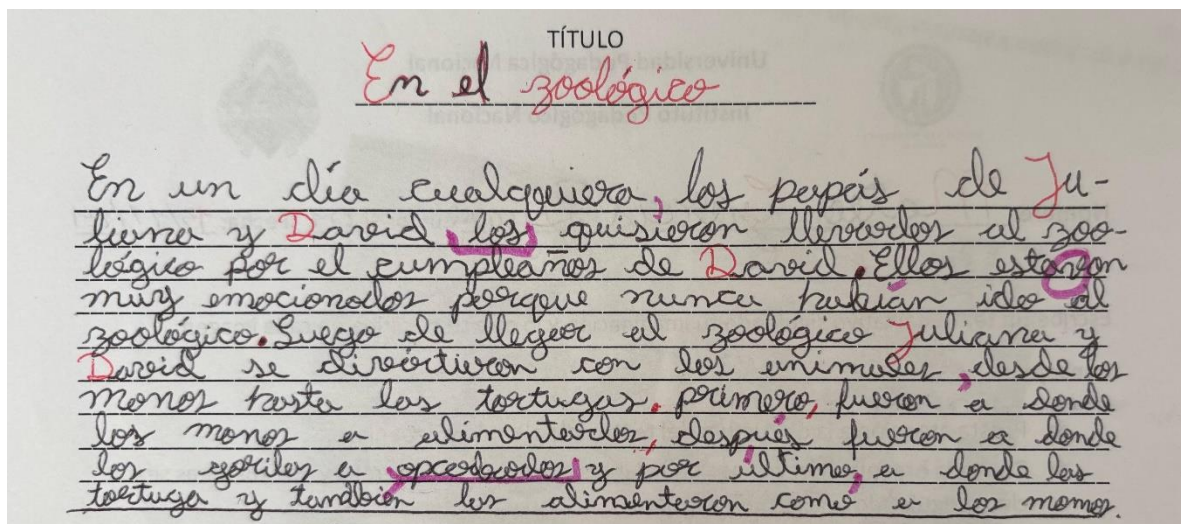 TÍTULO
En el zoológico
En un día cualquiera, los papás de Ju-
liana y David los quisieron llevarlos al zoo-
lógico por el cumpleaños de David. Ellos estanvan
muy emocionados porque nunca habían ido al
zoológico. Luego de llegar al zoológico Juliana y
David se divirtieron con los animales, desde los
monos hasta las tortugas. primero, fueron a donde
los monos a alimentarlos, después fueron a donde
los gorilas a y por último a donde las
tortuga y también las alimentaron como a los monos.